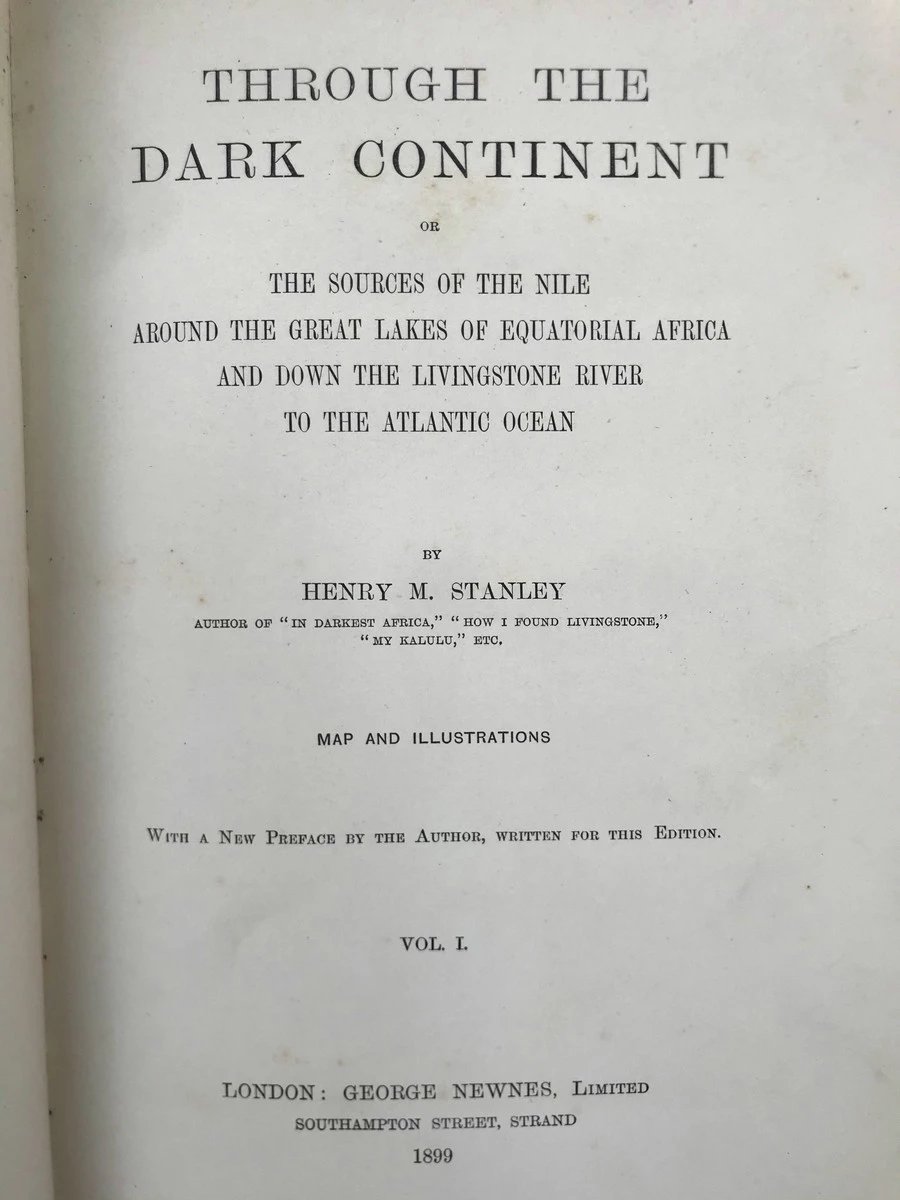 THROUGH THE
DARK CONTINENT
OR
THE SOURCES OF THE NILE
AROUND THE GREAT LAKES OF EQUATORIAL AFRICA
AND DOWN THE LIVINGSTONE RIVER
TO THE ATLANTIC OCEAN
BY
HENRY M. STANLEY
AUTHOR OF "IN DARKEST AFRICA," "HOW I FOUND LIVINGSTONE,"
"MY KALULU," ETC.
MAP AND ILLUSTRATIONS
WITH A NEW PREFACE BY THE AUTHOR, WRITTEN FOR THIS EDITION.
VOL. I.
LONDON: GEORGE NEWNES, LIMITED
SOUTHAMPTON STREET, STRAND
1899